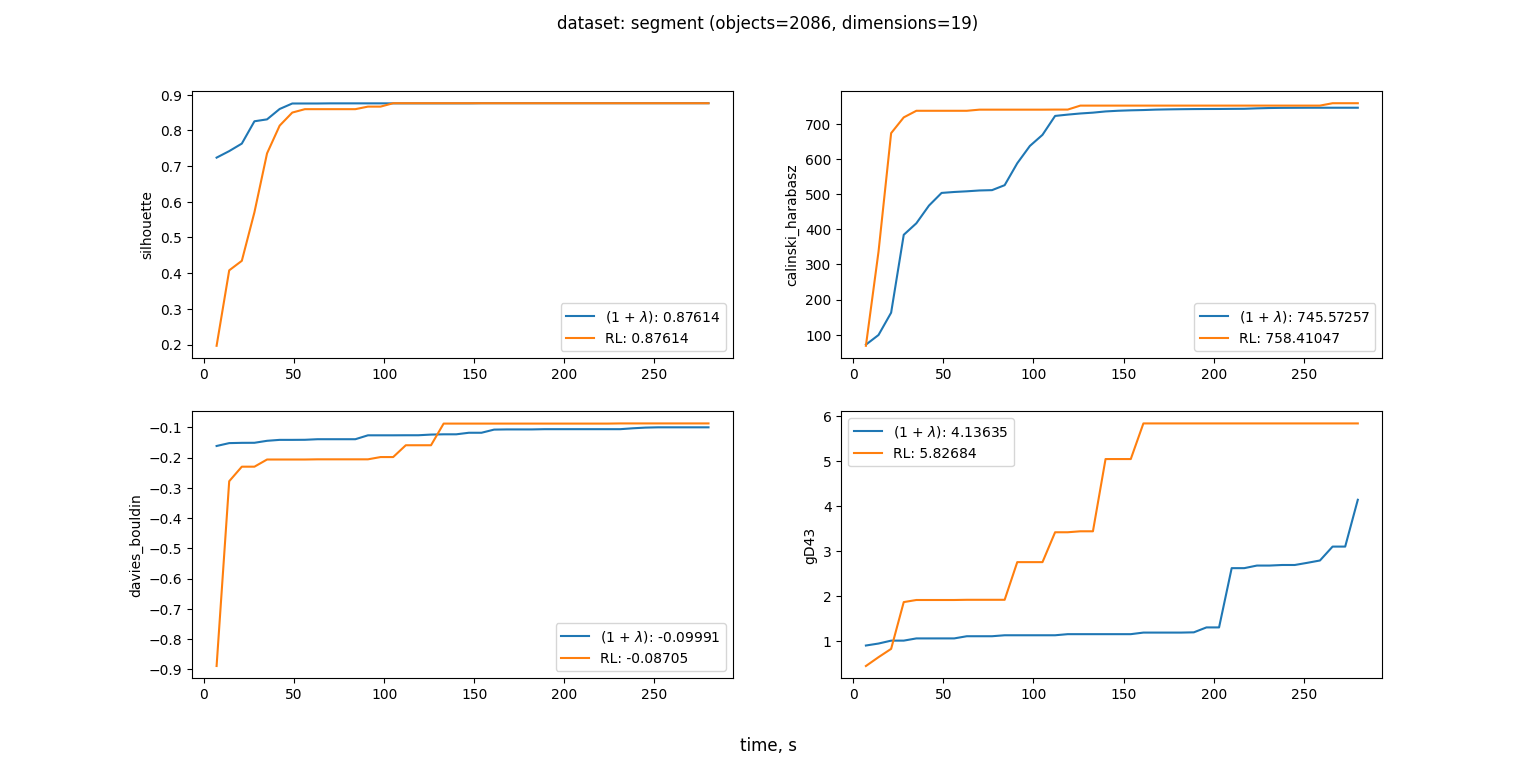 dataset: segment (objects=2086, dimensions=19)
silhouette
0.9
0.8
0.7
0.6
0.5
0.4
0.3
0.2
0 50 100 150 200 250
(1 + λ): 0.87614
RL: 0.87614
calinski_harabasz
700
600
500
400
300
200
100
0 50 100 150 200 250
(1 + λ): 745.57257
RL: 758.41047
davies_bouldin
−0.1
−0.2
−0.3
−0.4
−0.5
−0.6
−0.7
−0.8
−0.9
0 50 100 150 200 250
(1 + λ): -0.09991
RL: -0.08705
gD43
6
5
4
3
2
1
0 50 100 150 200 250
(1 + λ): 4.13635
RL: 5.82684
time, s